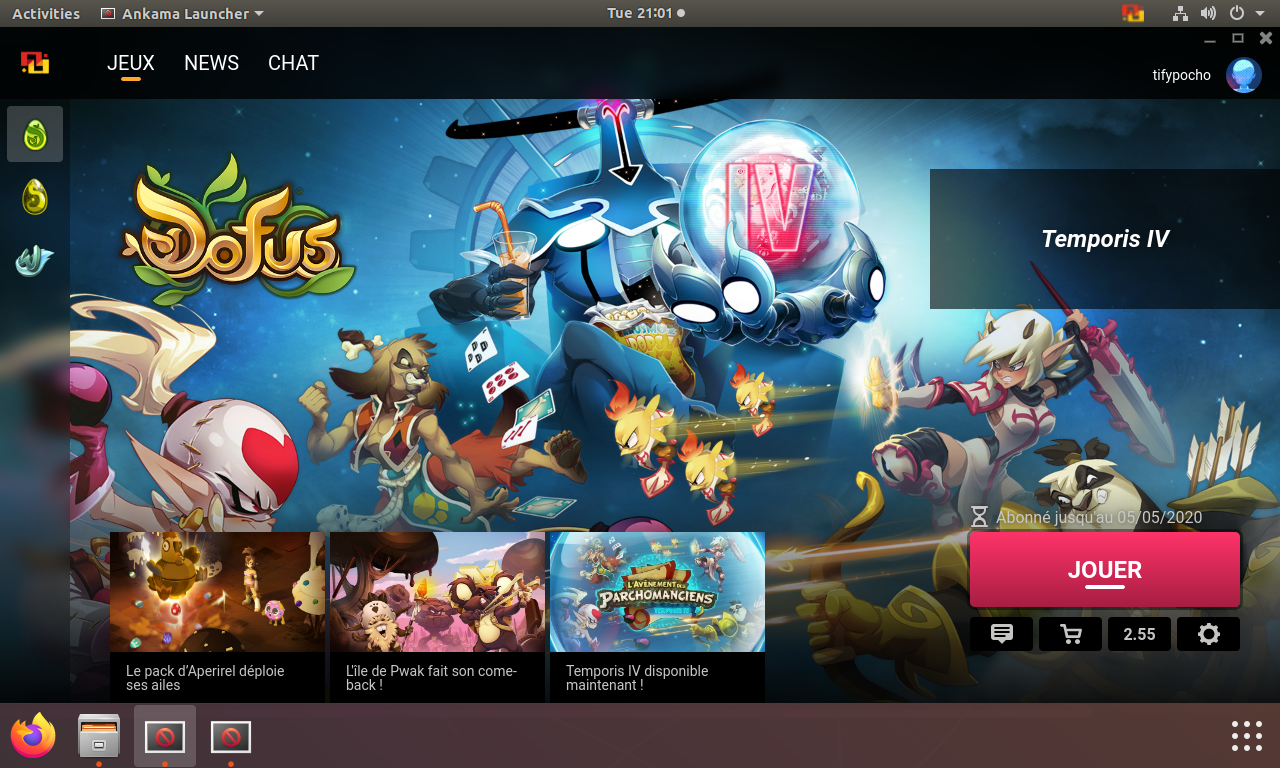 Activities
Ankama Launcher
Tue 21:01
JEUX NEWS CHAT
tifypocho
Dofus
IV
Temporis IV
Abonné jusqu'au 05/05/2020
JOUER
2.55
L'AVÈNEMENT DES
PARCHOMANCIENS
Le pack d'Aperirel déploie
ses ailes
L'île de Pwak fait son come-
back !
Temporis IV disponible
maintenant !